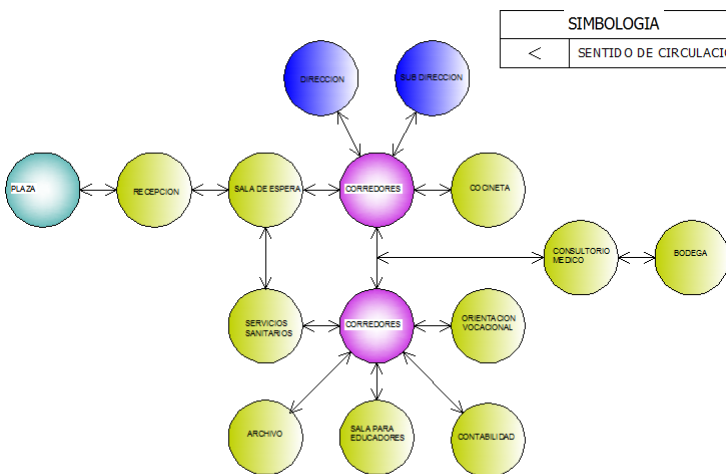 SIMBOLOGIA
<
SENTIDO DE CIRCULACI
DIRECCION
SUB DIRECCION
PLAZA
RECEPCION
SALA DE ESPERA
CORREDORES
COCINETA
CONSULTORIO
MEDICO
BODEGA
SERVICIOS
SANITARIOS
CORREDORES
ORIENTACION
VOCACIONAL
ARCHIVO
SALA PARA
EDUCADORES
CONTABILIDAD